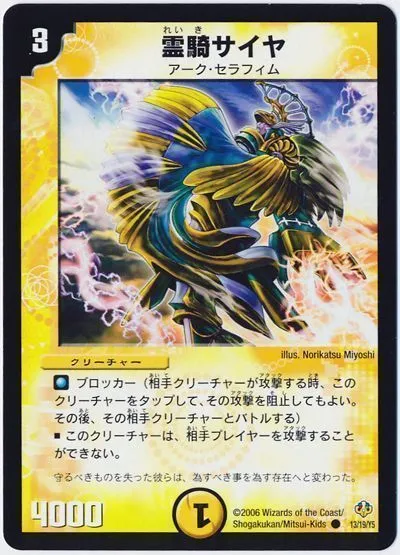 3
れいき
霊騎サイヤ
アーク・セラフィム
illus. Norikatsu Miyoshi
クリーチャー
ブロッカー（相手クリーチャーが攻撃する時、この
クリーチャーをタップして、その攻撃を阻止してもよい。
その後、その相手クリーチャーとバトルする）
■ このクリーチャーは、相手プレイヤーを攻撃すること
ができない。
守るべきものを失った彼らは、為すべき事を為す存在へと変わった。
4000
1
©2006 Wizards of the Coast/
Shogakukan/Mitsui-Kids ● 13/19/Y5